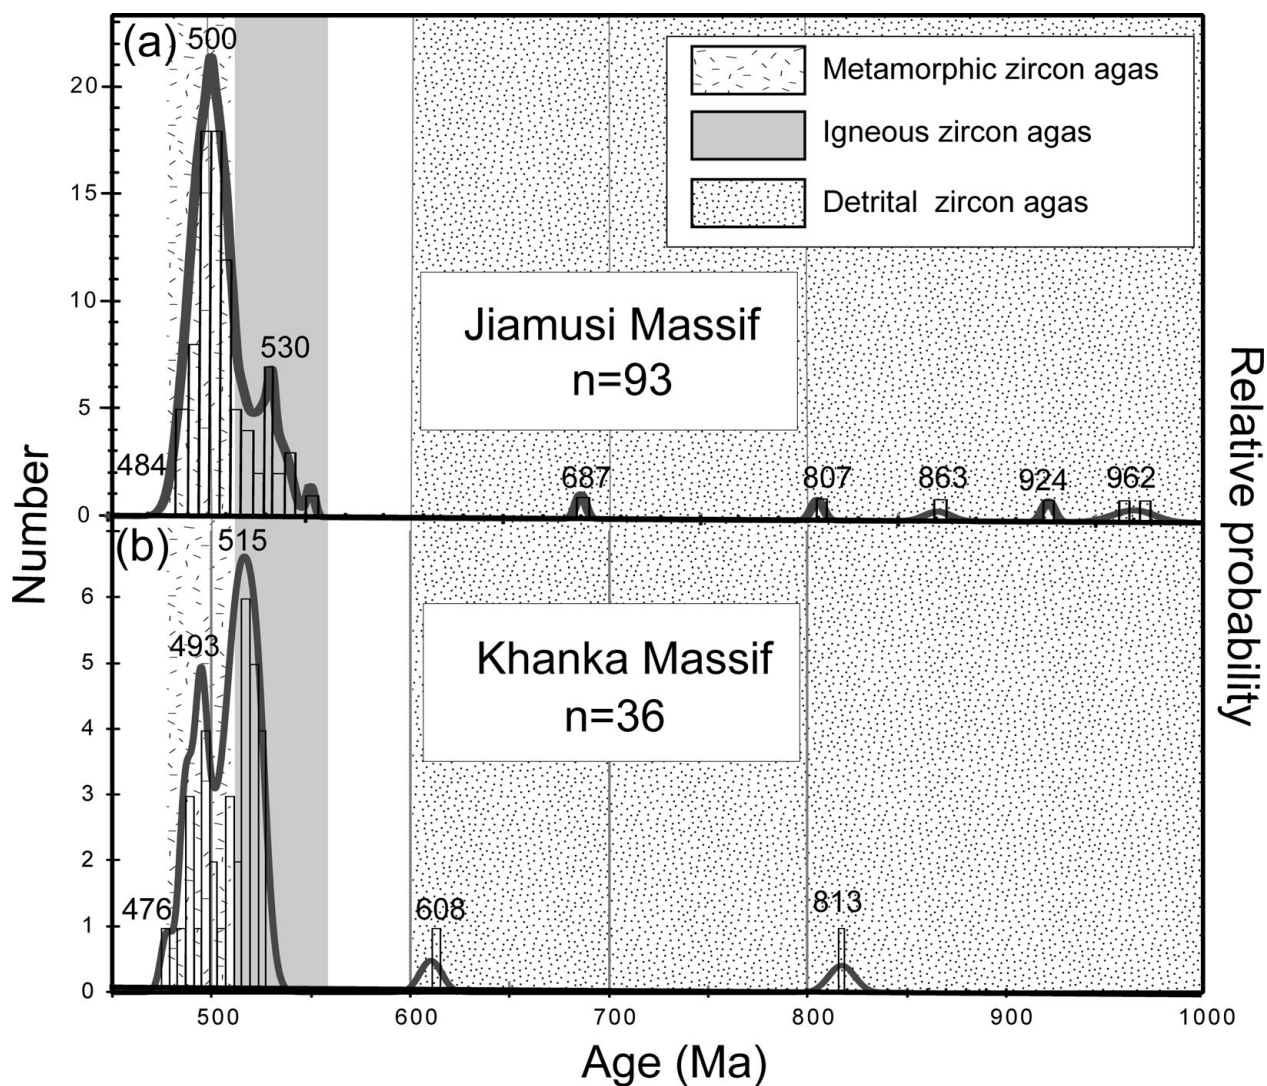 (a)
500
Metamorphic zircon agas
Igneous zircon agas
Detrital zircon agas
20
15
10
5
0
530
484
Jiamusi Massif
n=93
687
807
863
924
962
Number
Relative probability
(b)
515
493
476
6
5
4
3
2
1
0
Khanka Massif
n=36
608
813
500
600
700
800
900
1000
Age (Ma)